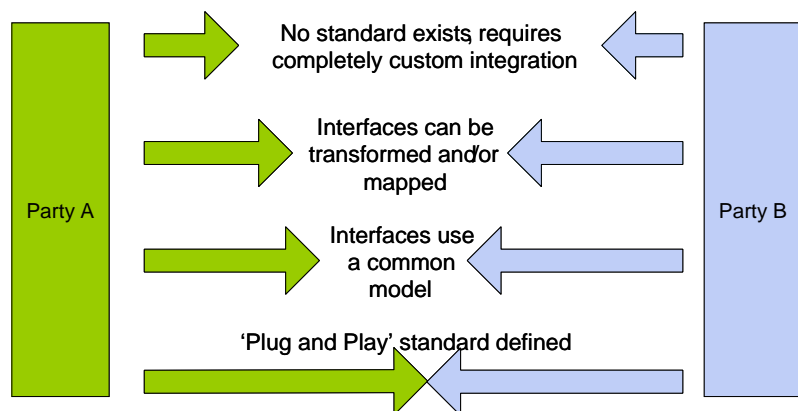 No standard exists, requires
completely custom integration
Interfaces can be
transformed and/or
mapped
Party A
Party B
Interfaces use
a common
model
‘Plug and Play’ standard defined